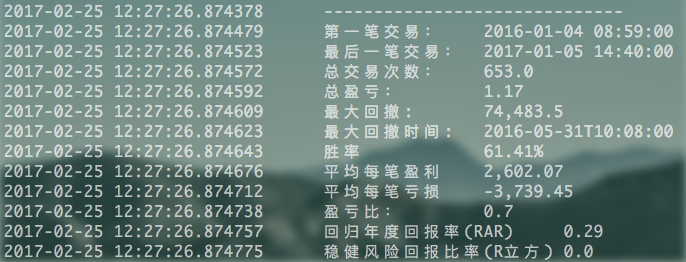 2017-02-25 12:27:26.874378 ------------------------------
2017-02-25 12:27:26.874479 第一笔交易: 2016-01-04 08:59:00
2017-02-25 12:27:26.874523 最后一笔交易: 2017-01-05 14:40:00
2017-02-25 12:27:26.874572 总交易次数: 653.0
2017-02-25 12:27:26.874592 总盈亏: 1.17
2017-02-25 12:27:26.874609 最大回撤: 74,483.5
2017-02-25 12:27:26.874623 最大回撤时间: 2016-05-31T10:08:00
2017-02-25 12:27:26.874643 胜率 61.41%
2017-02-25 12:27:26.874676 平均每笔盈利 2,602.07
2017-02-25 12:27:26.874712 平均每笔亏损 -3,739.45
2017-02-25 12:27:26.874738 盈亏比: 0.7
2017-02-25 12:27:26.874757 回归年度回报率(RAR) 0.29
2017-02-25 12:27:26.874775 稳健风险回报比率(R立方) 0.0